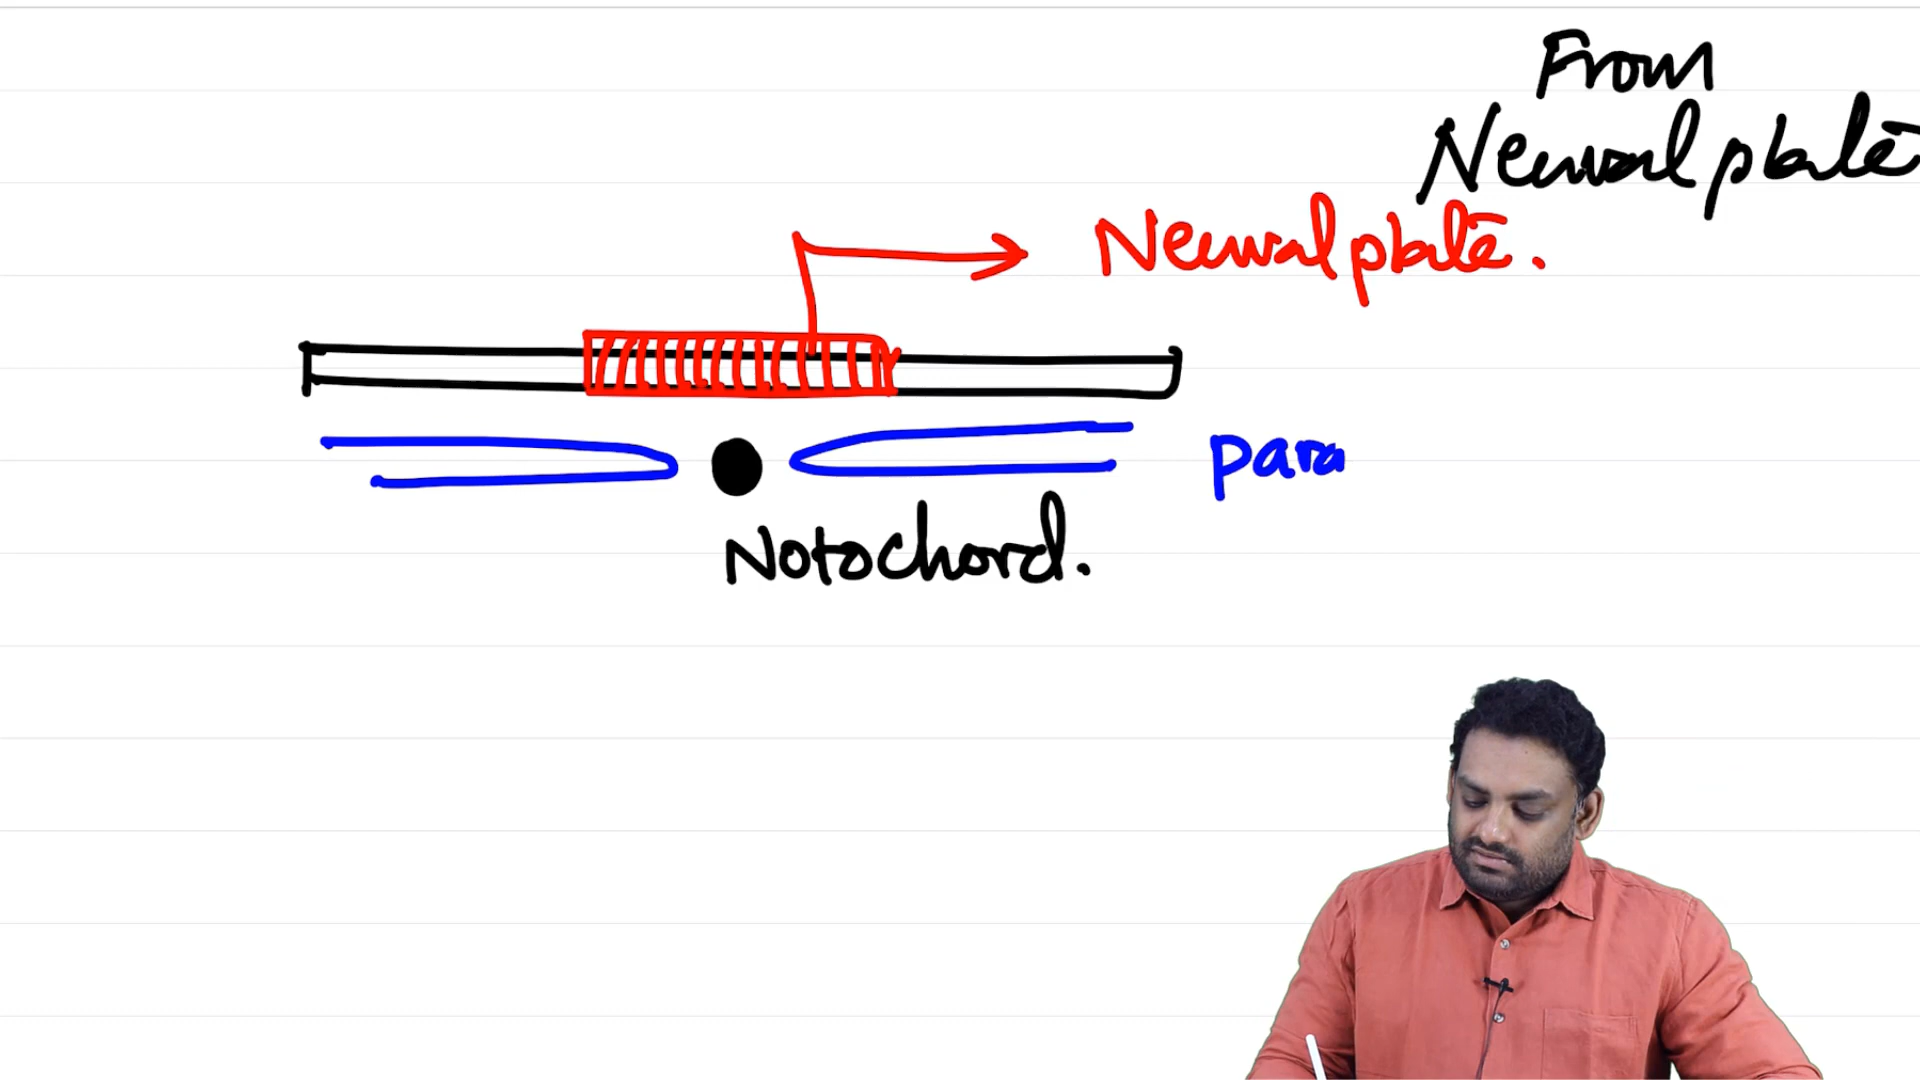 From
Neural plate
Neural plate.
para
Notochord.